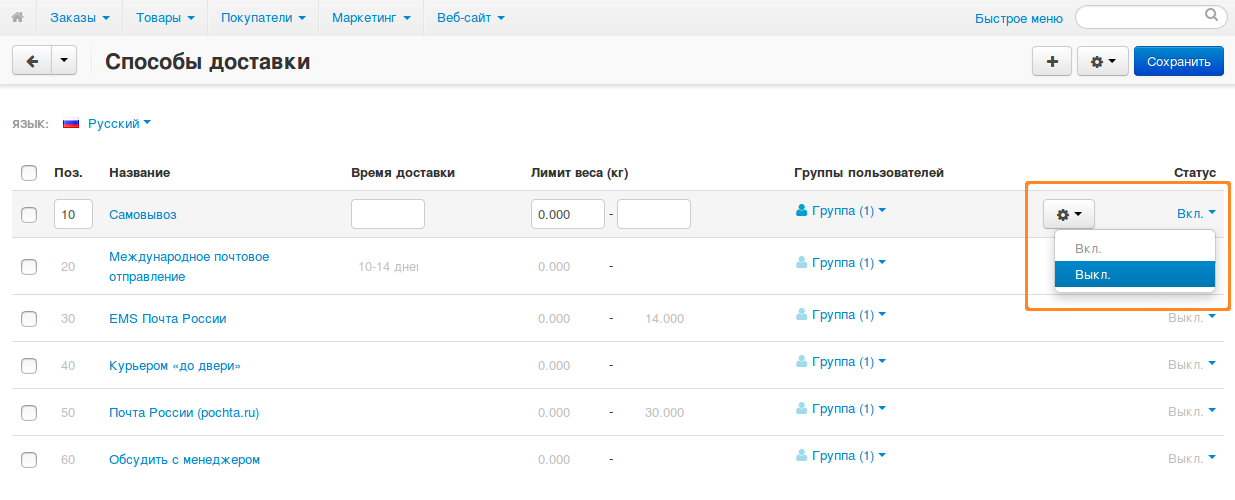 Заказы Товары Покупатели Маркетинг Веб-сайт Быстрое меню
Способы доставки Сохранить
ЯЗЫК: Русский
Поз. Название Время доставки Лимит веса (кг) Группы пользователей Статус
10 Самовывоз 0.000 - Группа (1) Вкл.
Вкл.
Выкл.
20 Международное почтовое отправление 10-14 дней 0.000 - Группа (1)
30 EMS Почта России 0.000 - 14.000 Группа (1) Выкл.
40 Курьером «до двери» 0.000 - Группа (1) Выкл.
50 Почта России (pochta.ru) 0.000 - 30.000 Группа (1) Выкл.
60 Обсудить с менеджером 0.000 - Группа (1) Выкл.